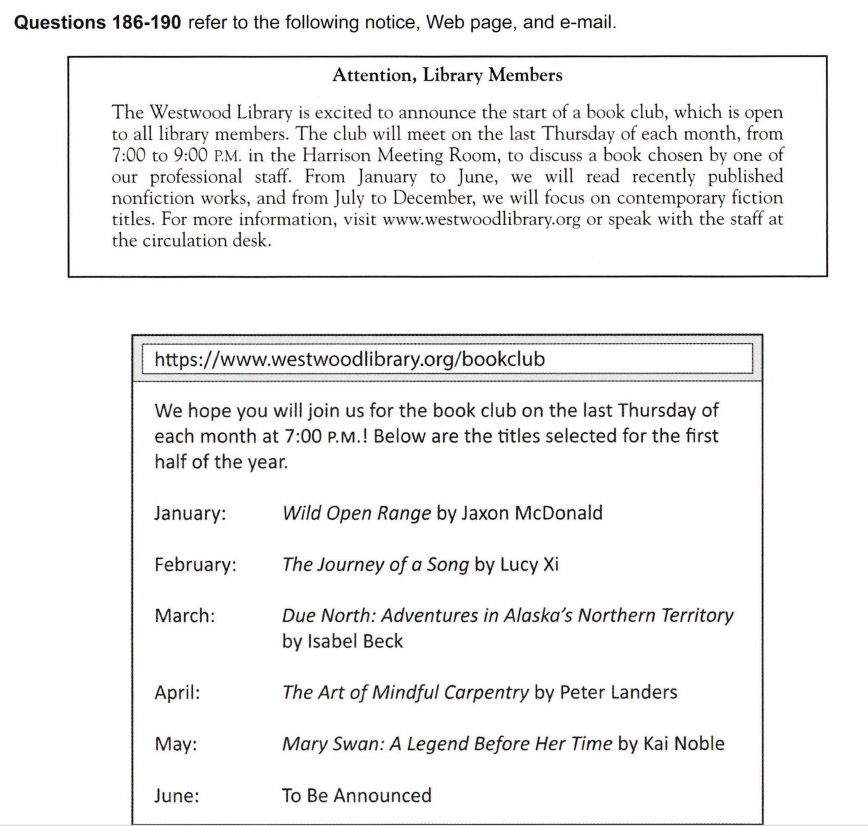 Questions 186-190 refer to the following notice, Web page, and e-mail.
Attention, Library Members
The Westwood Library is excited to announce the start of a book club, which is open
to all library members. The club will meet on the last Thursday of each month, from
7:00 to 9:00 P.M. in the Harrison Meeting Room, to discuss a book chosen by one of
our professional staff. From January to June, we will read recently published
nonfiction works, and from July to December, we will focus on contemporary fiction
titles. For more information, visit www.westwoodlibrary.org or speak with the staff at
the circulation desk.
https://www.westwoodlibrary.org/bookclub
We hope you will join us for the book club on the last Thursday of
each month at 7:00 P.M.! Below are the titles selected for the first
half of the year.
January: Wild Open Range by Jaxon McDonald
February: The Journey of a Song by Lucy Xi
March: Due North: Adventures in Alaska's Northern Territory
by Isabel Beck
April: The Art of Mindful Carpentry by Peter Landers
May: Mary Swan: A Legend Before Her Time by Kai Noble
June: To Be Announced